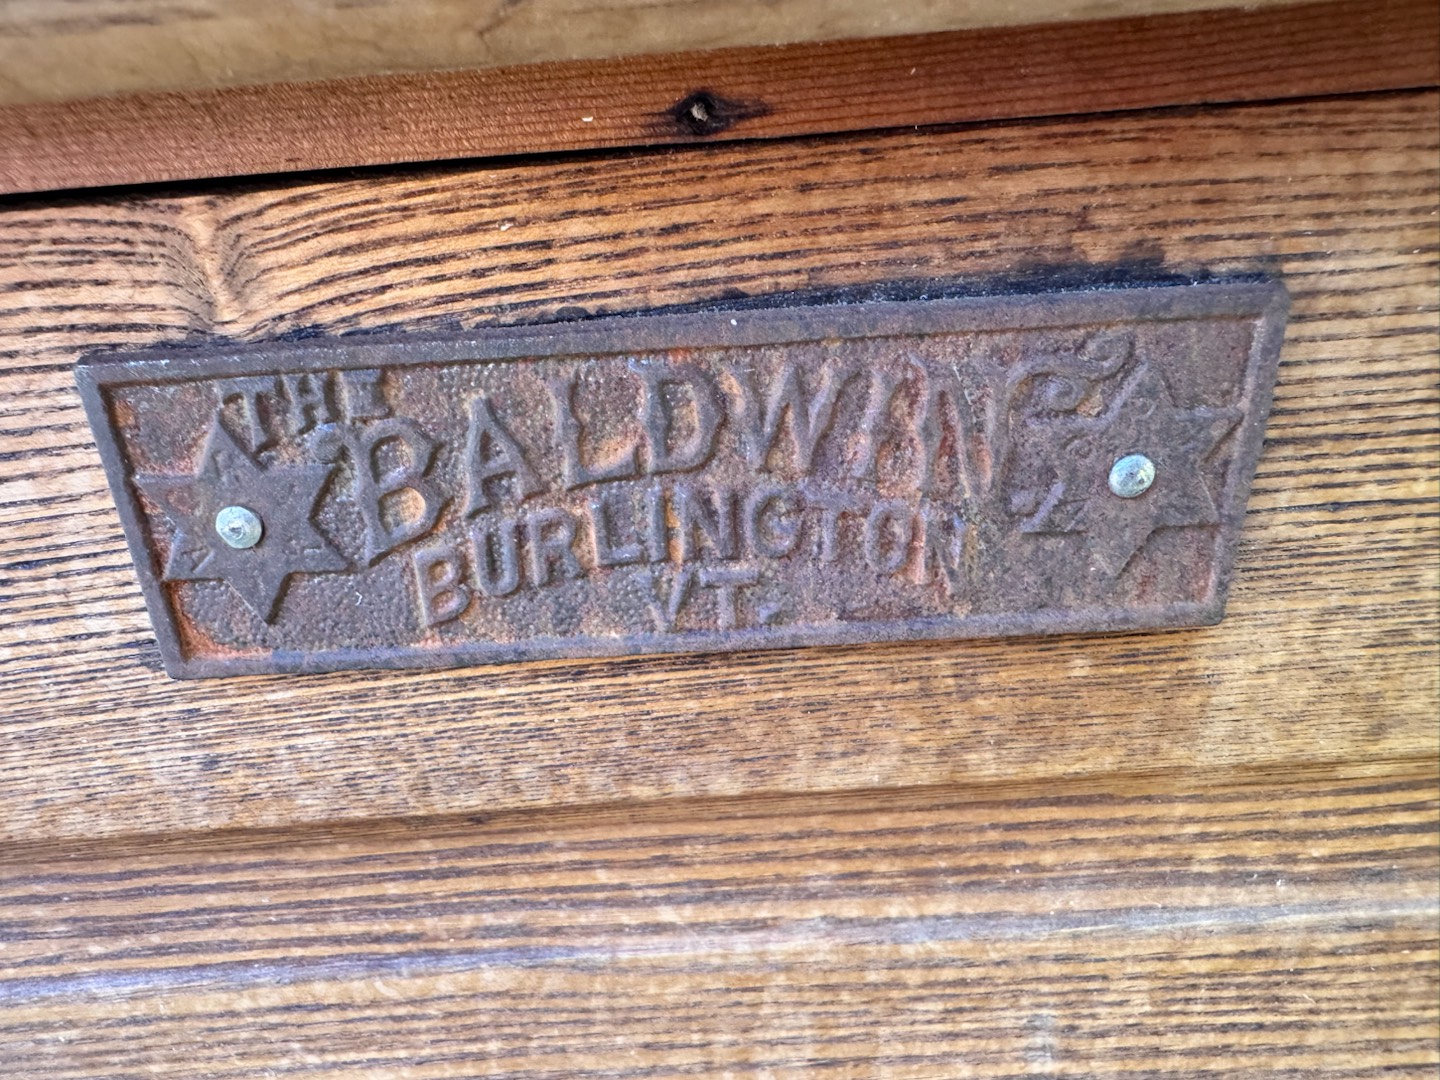 THE
BALDWIN
BURLINGTON
VT.